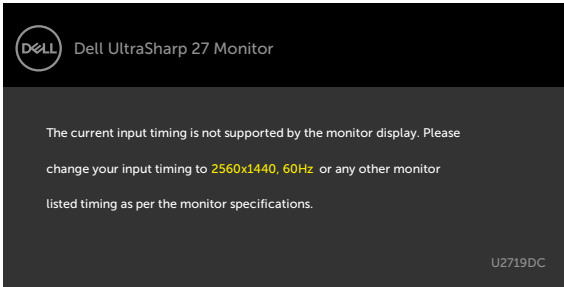 DELL
Dell UltraSharp 27 Monitor
The current input timing is not supported by the monitor display. Please
change your input timing to 2560x1440, 60Hz or any other monitor
listed timing as per the monitor specifications.
U2719DC